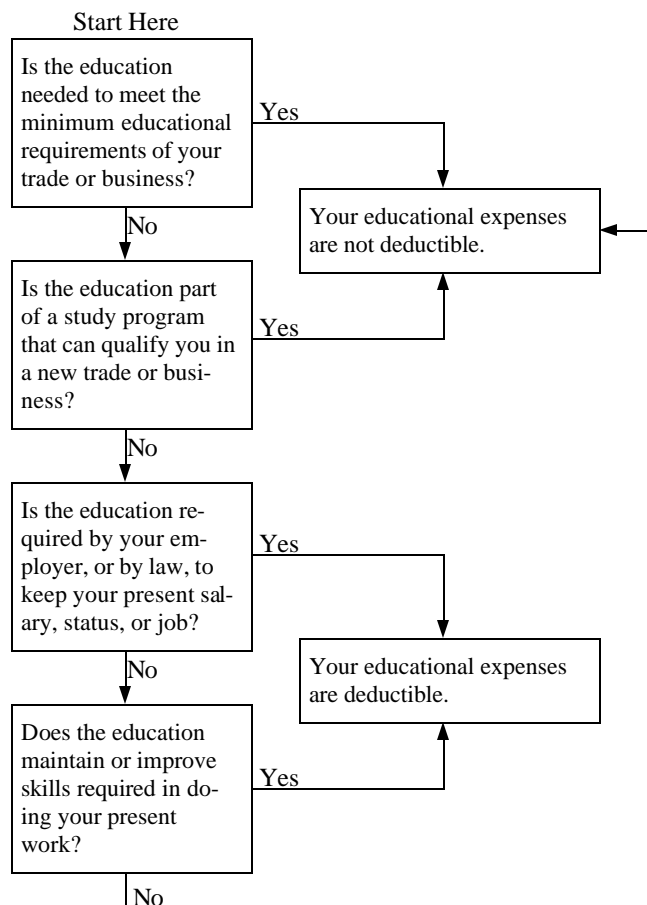 Start Here
Is the education
needed to meet the
minimum educational
requirements of your
trade or business?
Yes
Your educational expenses
are not deductible.
No
Is the education part
of a study program
that can qualify you in
a new trade or busi-
ness?
Yes
No
Is the education re-
quired by your em-
ployer, or by law, to
keep your present sal-
ary, status, or job?
Yes
Your educational expenses
are deductible.
No
Does the education
maintain or improve
skills required in do-
ing your present
work?
Yes
No